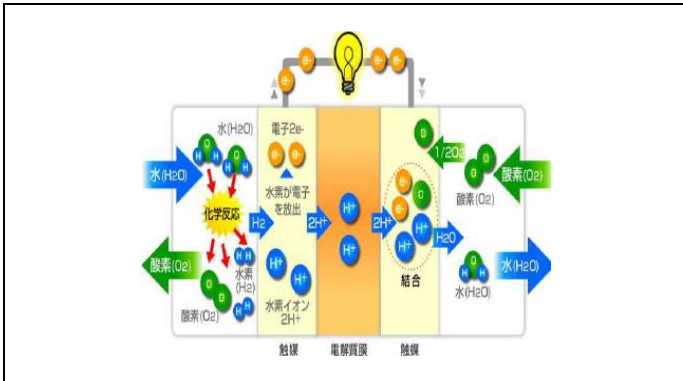 e-
e- e-
e-
e-
水(H2O)
H H
H H
水(H2O)
化学反応
酸素(O2)
O
O
酸素(O2)
H H
水素
(H2)
H H
H2
電子2e-
e- e-
水素が電子
を放出
H+ H+
水素イオン
2H+
2H+
H+
H+
2H+
e-
O
e-
H+
H+
結合
O
1/2O2
O
O
酸素(O2)
酸素(O2)
H2O
H H
水(H2O)
水(H2O)
触媒 電解質膜 触媒